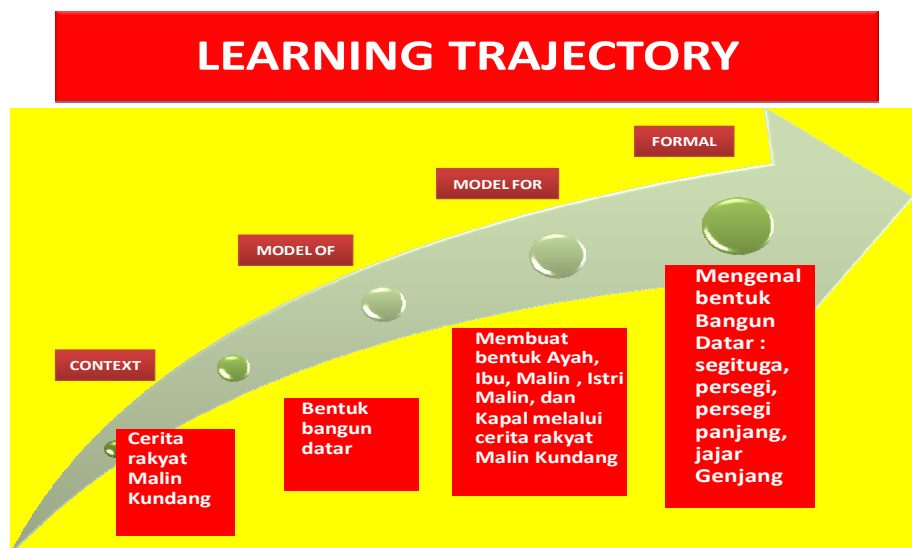 LEARNING TRAJECTORY
FORMAL
MODEL FOR
MODEL OF
CONTEXT
Cerita
rakyat
Malin
Kundang
Bentuk
bangun
datar
Membuat
bentuk Ayah,
Ibu, Malin , Istri
Malin, dan
Kapal melalui
cerita rakyat
Malin Kundang
Mengenal
bentuk
Bangun
Datar :
segituga,
persegi,
persegi
panjang,
jajar
Genjang